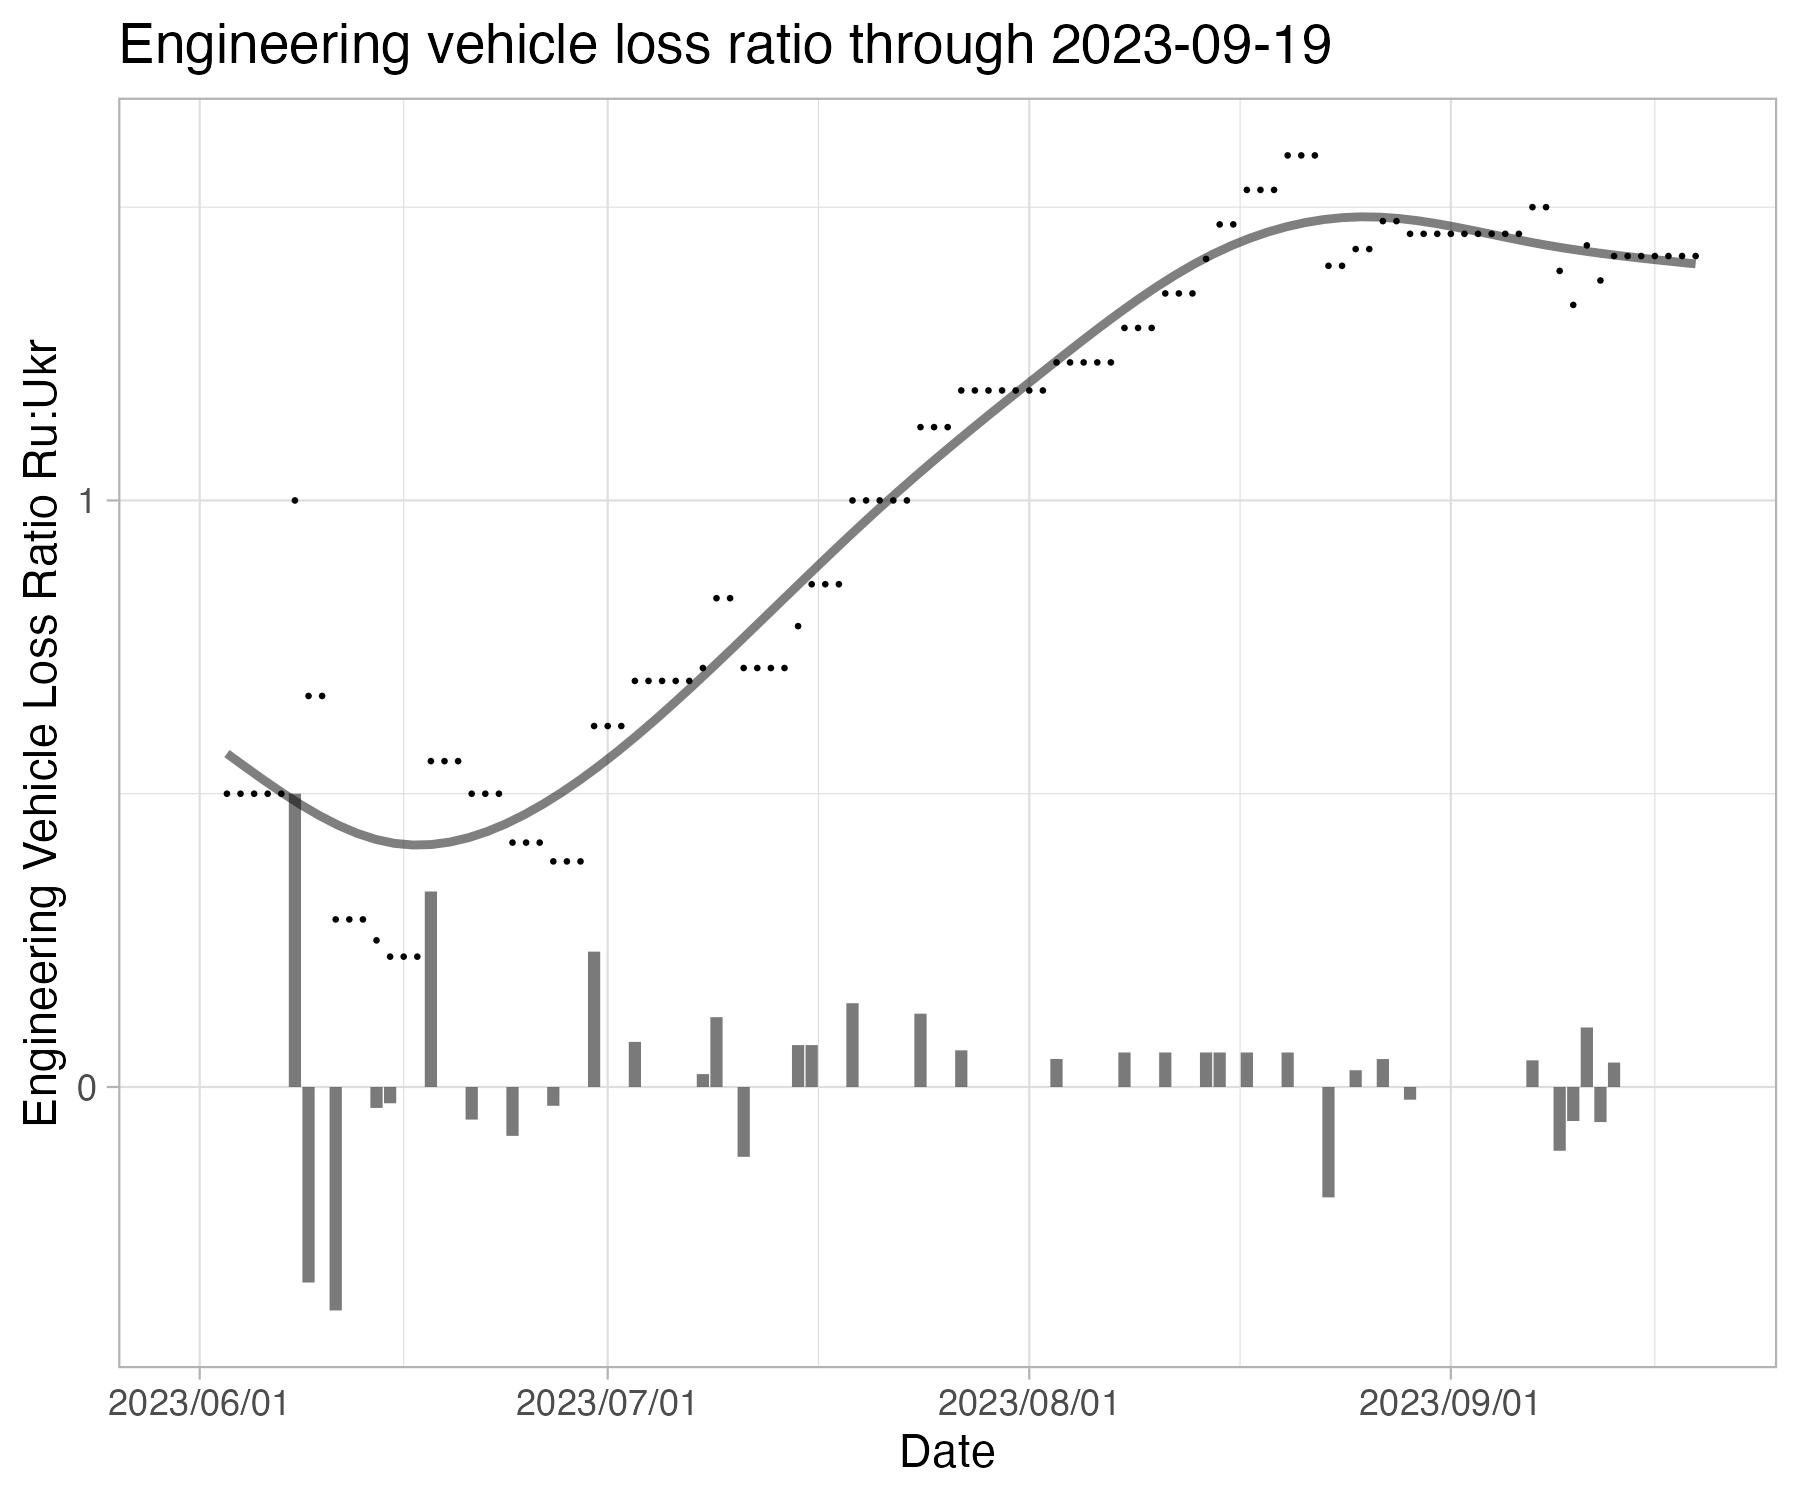 Engineering vehicle loss ratio through 2023-09-19
Engineering Vehicle Loss Ratio Ru:Ukr
1
0
2023/06/01
2023/07/01
2023/08/01
2023/09/01
Date